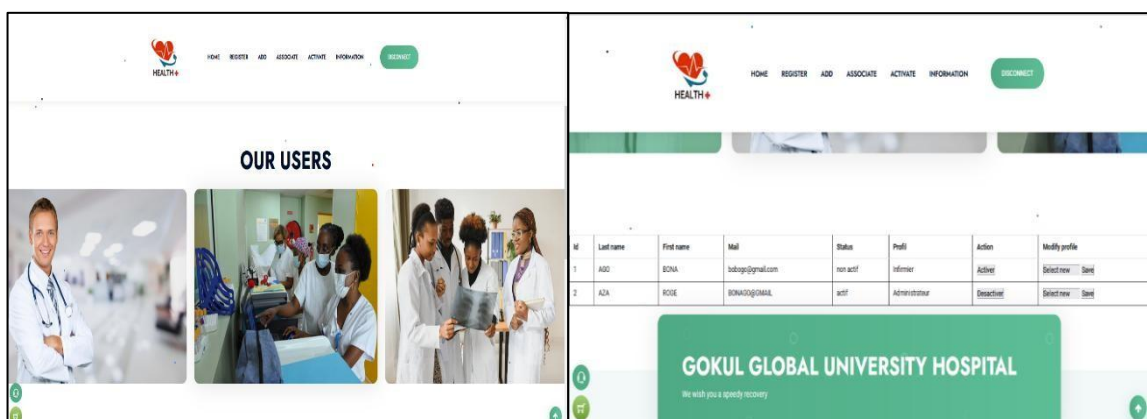 HOME REGISTER ADD ASSOCIATE ACTIVATE INFORMATION DISCONNECT
HEALTH+
OUR USERS
HOME REGISTER ADD ASSOCIATE ACTIVATE INFORMATION DISCONNECT
HEALTH+
Id Last name First name Mail Status Profil Action Modify profile
1 AGO BONA bobogo@gmail.com non actif Infirmier Activer Select new Save
2 AZA ROGE BONAGO@GMAIL actif Administrateur Desactiver Select new Save
GOKUL GLOBAL UNIVERSITY HOSPITAL
We wish you a speedy recovery